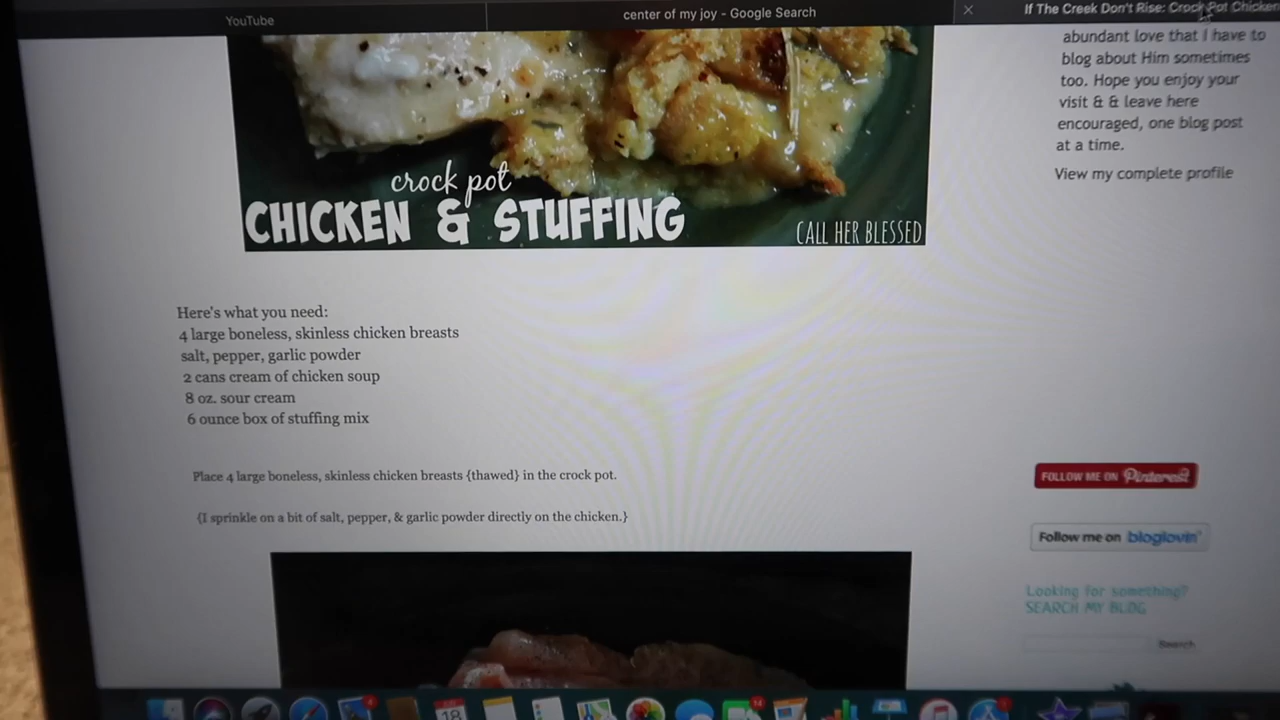 YouTube
center of my joy - Google Search
If The Creek Don't Rise: Crock Pot Chicken
abundant love that I have to
blog about Him sometimes
too. Hope you enjoy your
visit & & leave here
encouraged, one blog post
at a time.
View my complete profile
crock pot
CHICKEN & STUFFING
CALL HER BLESSED
Here's what you need:
4 large boneless, skinless chicken breasts
salt, pepper, garlic powder
2 cans cream of chicken soup
8 oz. sour cream
6 ounce box of stuffing mix
Place 4 large boneless, skinless chicken breasts {thawed} in the crock pot.
{I sprinkle on a bit of salt, pepper, & garlic powder directly on the chicken.}
FOLLOW ME ON Pinterest
Follow me on bloglovin'
Looking for something?
SEARCH MY BLOG
Search
18